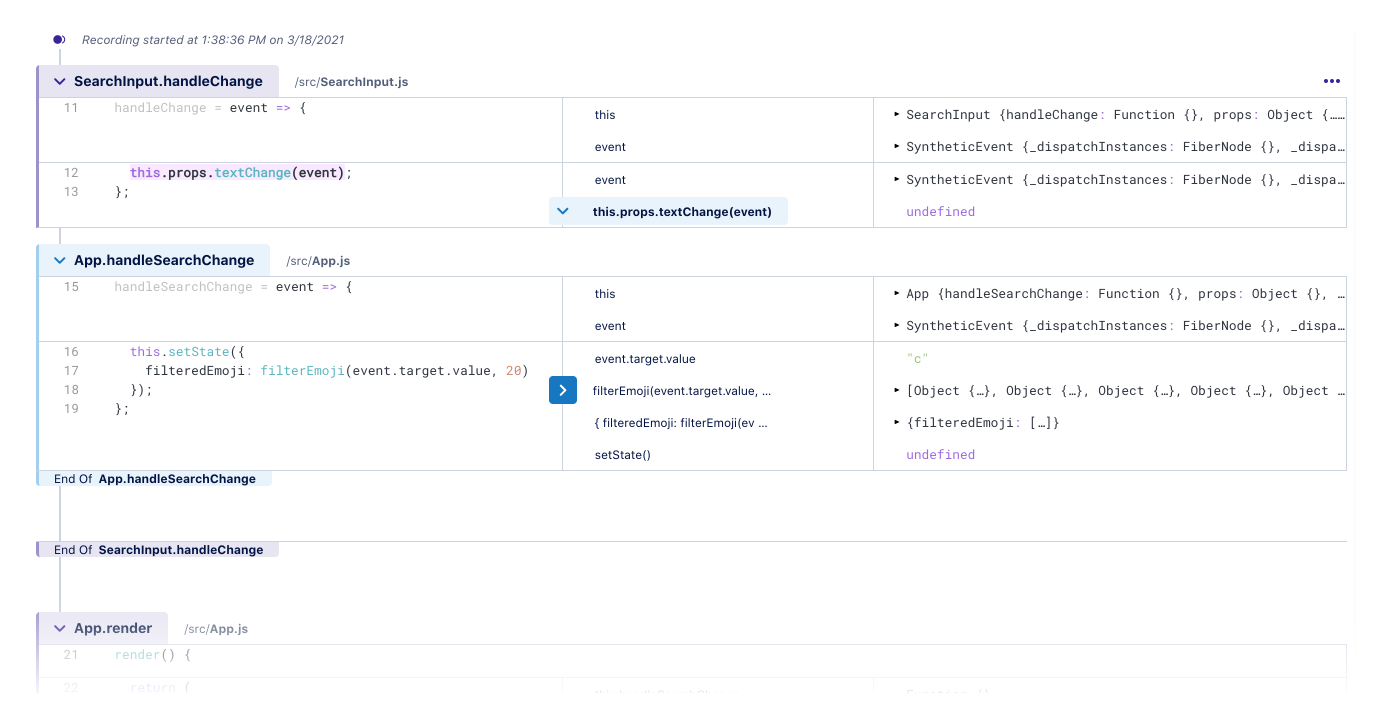 Recording started at 1:38:36 PM on 3/18/2021
SearchInput.handleChange /src/SearchInput.js •••
11 handleChange = event => { this ▸ SearchInput {handleChange: Function {}, props: Object {……
event ▸ SyntheticEvent {_dispatchInstances: FiberNode {}, _dispa…
12 this.props.textChange(event); event ▸ SyntheticEvent {_dispatchInstances: FiberNode {}, _dispa…
13 };
this.props.textChange(event) undefined
App.handleSearchChange /src/App.js
15 handleSearchChange = event => { this ▸ App {handleSearchChange: Function {}, props: Object {}, …
event ▸ SyntheticEvent {_dispatchInstances: FiberNode {}, _dispa…
16 this.setState({ event.target.value "c"
17 filteredEmoji: filterEmoji(event.target.value, 20)
18 }); filterEmoji(event.target.value, ... ▸ [Object {…}, Object {…}, Object {…}, Object {…}, Object …
19 };
{ filteredEmoji: filterEmoji(ev ... ▸ {filteredEmoji: […]}
setState() undefined
End Of App.handleSearchChange
End Of SearchInput.handleChange
App.render /src/App.js
21 render() {
22 return (